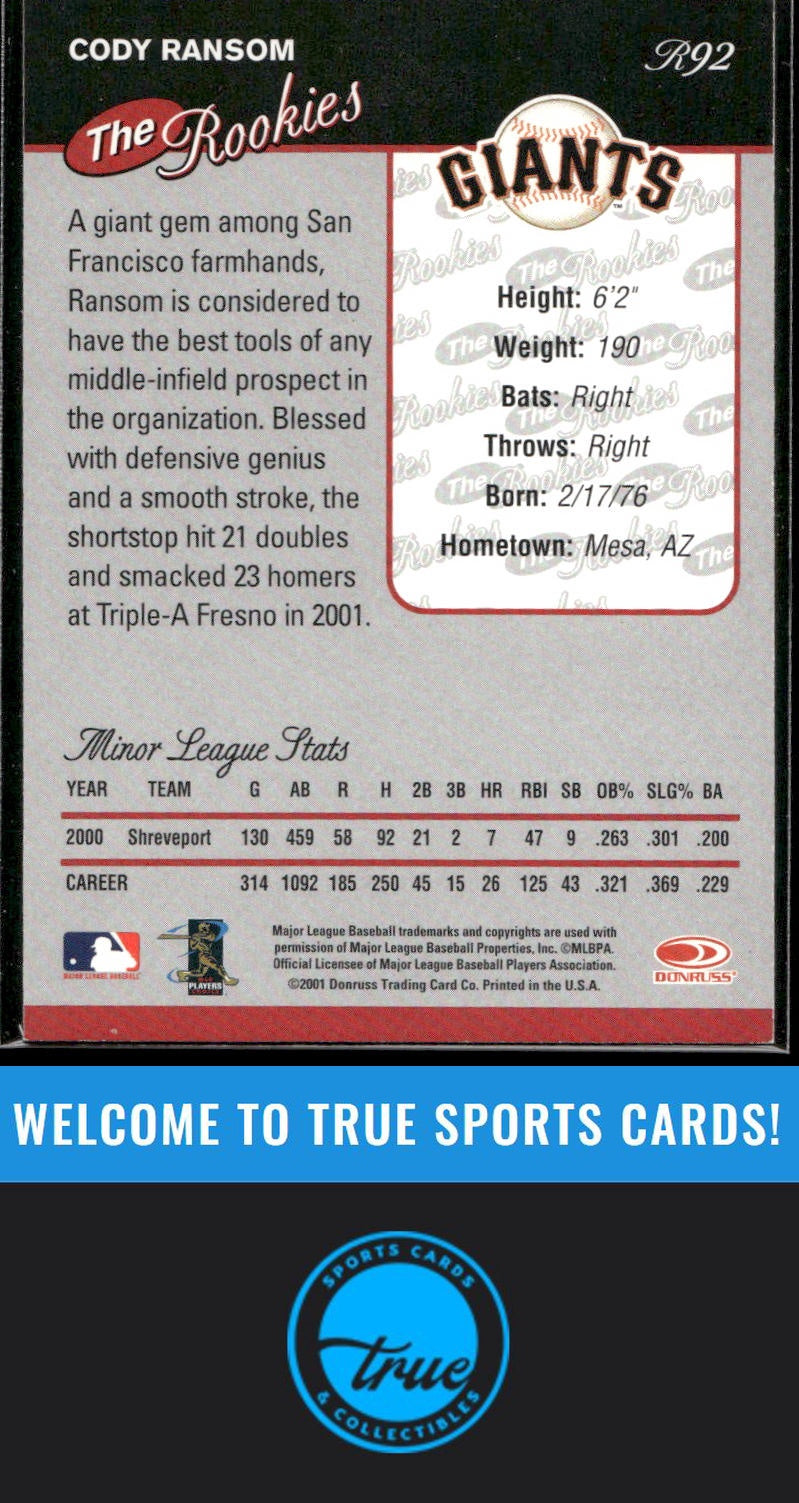 CODY RANSOM
R92
The Rookies
GIANTS
A giant gem among San
Francisco farmhands,
Ransom is considered to
have the best tools of any
middle-infield prospect in
the organization. Blessed
with defensive genius
and a smooth stroke, the
shortstop hit 21 doubles
and smacked 23 homers
at Triple-A Fresno in 2001.
Height: 6'2"
Weight: 190
Bats: Right
Throws: Right
Born: 2/17/76
Hometown: Mesa, AZ
Minor League Stats
YEAR TEAM G AB R H 2B 3B HR RBI SB OB% SLG% BA
2000 Shreveport 130 459 58 92 21 2 7 47 9 .263 .301 .200
CAREER 314 1092 185 250 45 15 26 125 43 .321 .369 .229
MAJOR LEAGUE BASEBALL
PLAYERS
CHOICE
Major League Baseball trademarks and copyrights are used with
permission of Major League Baseball Properties, Inc. ©MLBPA.
Official Licensee of Major League Baseball Players Association.
©2001 Donruss Trading Card Co. Printed in the U.S.A.
DONRUSS
WELCOME TO TRUE SPORTS CARDS!
SPORTS CARDS
true
& COLLECTIBLES